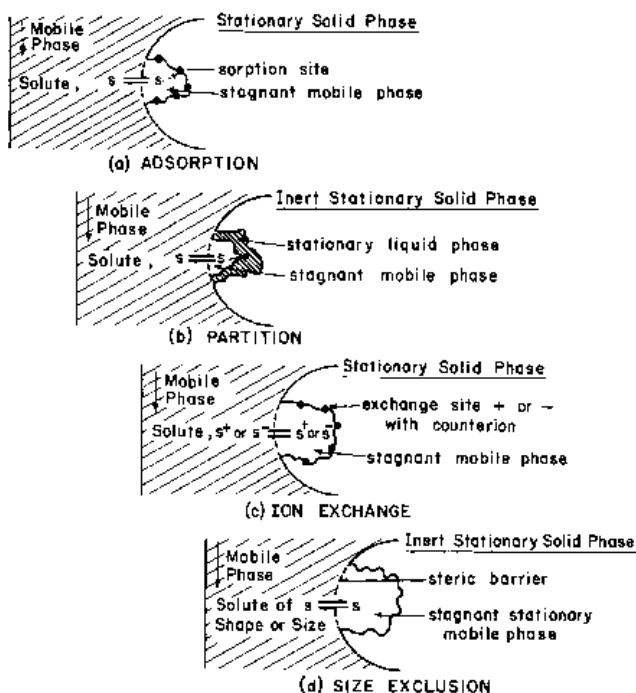 Mobile Phase
Stationary Solid Phase
Solute, s ⇌ s
sorption site
stagnant mobile phase
(a) ADSORPTION
Mobile Phase
Inert Stationary Solid Phase
Solute, s ⇌ s
stationary liquid phase
stagnant mobile phase
(b) PARTITION
Mobile Phase
Stationary Solid Phase
exchange site + or −
with counterion
Solute, s⁺ or s⁻ ⇌ s⁺ or s⁻
stagnant mobile phase
(c) ION EXCHANGE
Mobile Phase
Inert Stationary Solid Phase
steric barrier
Solute of s ⇌ s
Shape or Size
stagnant stationary
mobile phase
(d) SIZE EXCLUSION